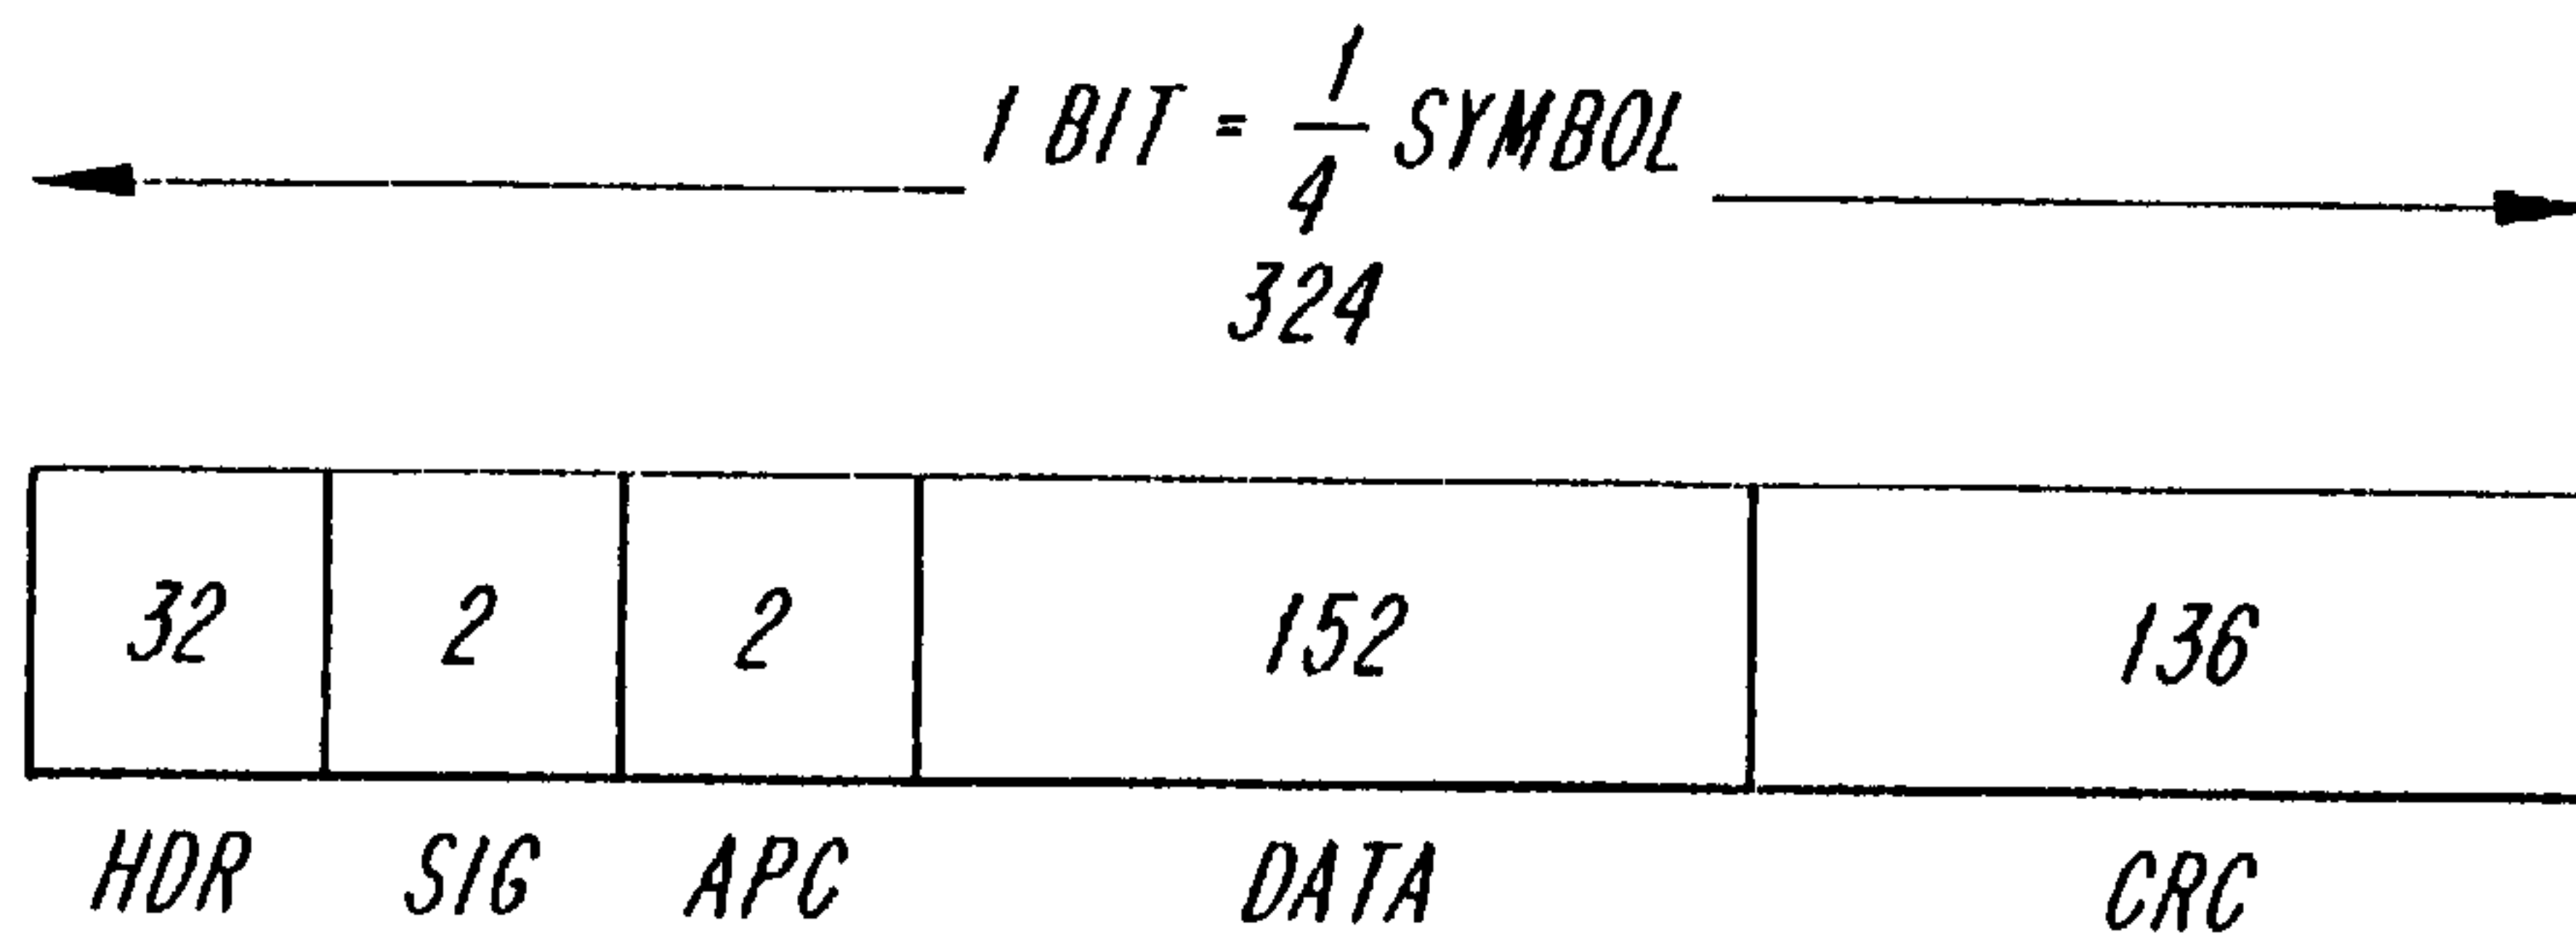 1 BIT = 1/4 SYMBOL
324
32 2 2 152 136
HDR SIG APC DATA CRC